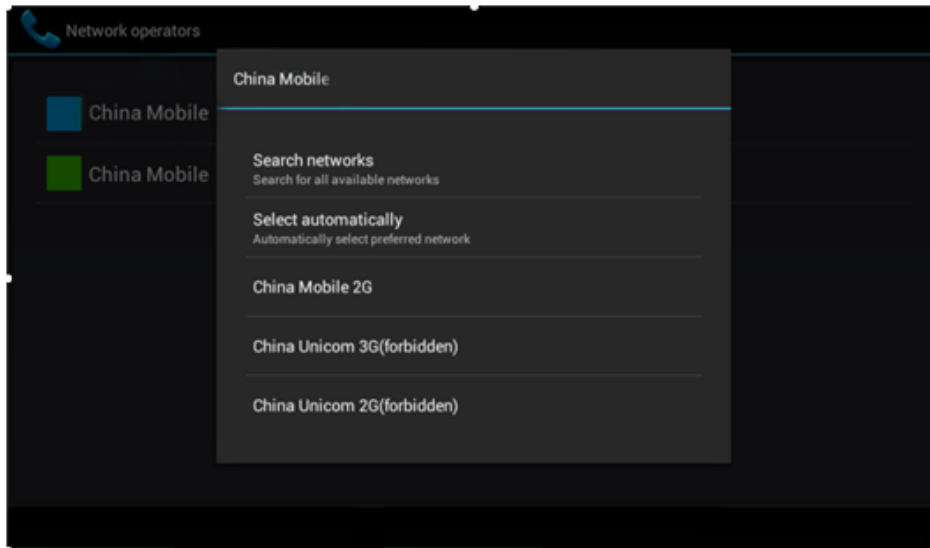 Network operators
China Mobile
China Mobile
China Mobile
Search networks
Search for all available networks
Select automatically
Automatically select preferred network
China Mobile 2G
China Unicom 3G(forbidden)
China Unicom 2G(forbidden)